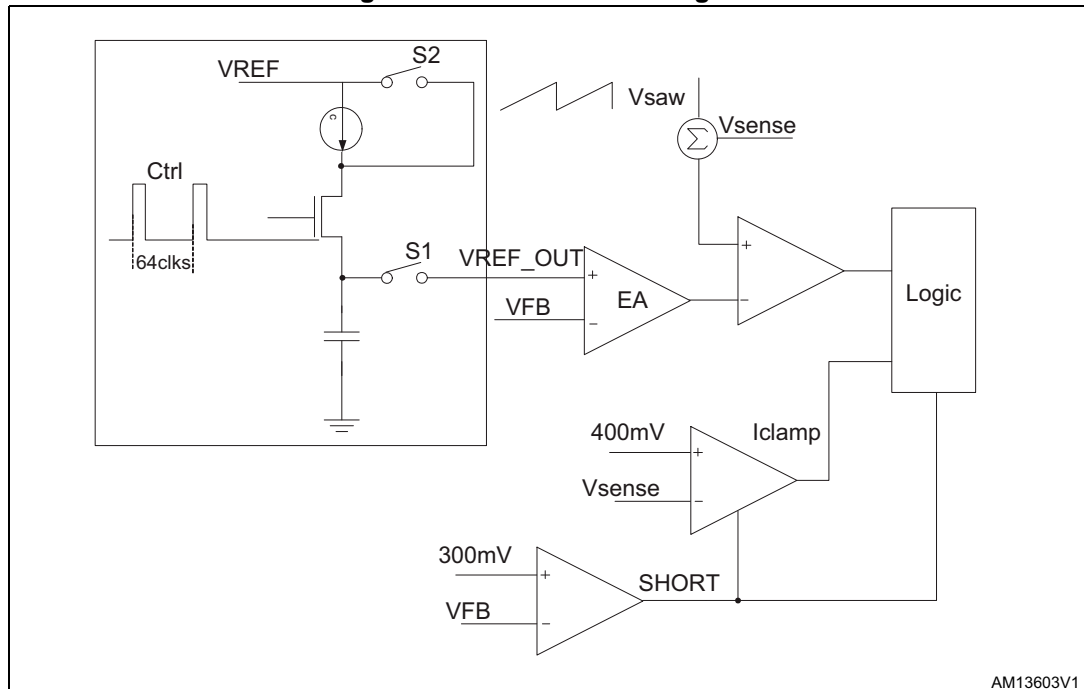 S2
VREF
Vsaw
Vsense
Σ
c
Ctrl
64clks
S1
VREF_OUT
+
EA
VFB
−
+
−
Logic
400mV
+
Iclamp
Vsense
−
300mV
+
SHORT
VFB
−
AM13603V1